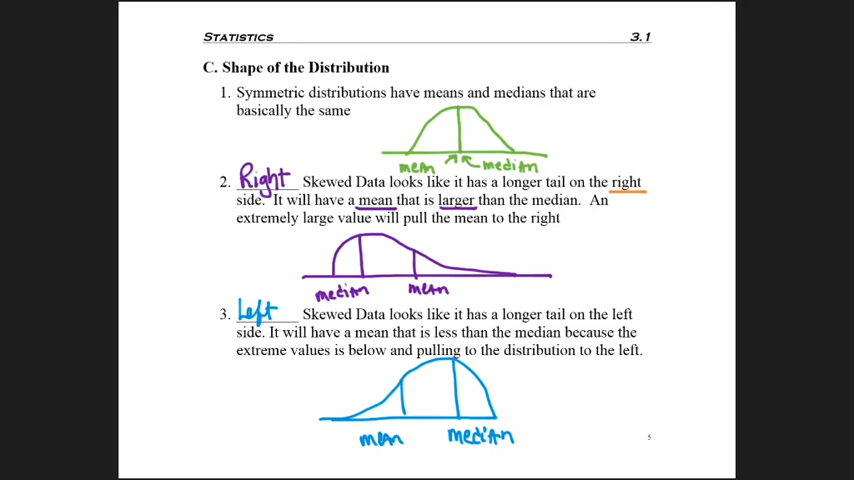 STATISTICS 3.1
C. Shape of the Distribution
1. Symmetric distributions have means and medians that are
basically the same
mean median
2. Right Skewed Data looks like it has a longer tail on the right
side. It will have a mean that is larger than the median. An
extremely large value will pull the mean to the right
median mean
3. Left Skewed Data looks like it has a longer tail on the left
side. It will have a mean that is less than the median because the
extreme values is below and pulling to the distribution to the left.
mean median
5